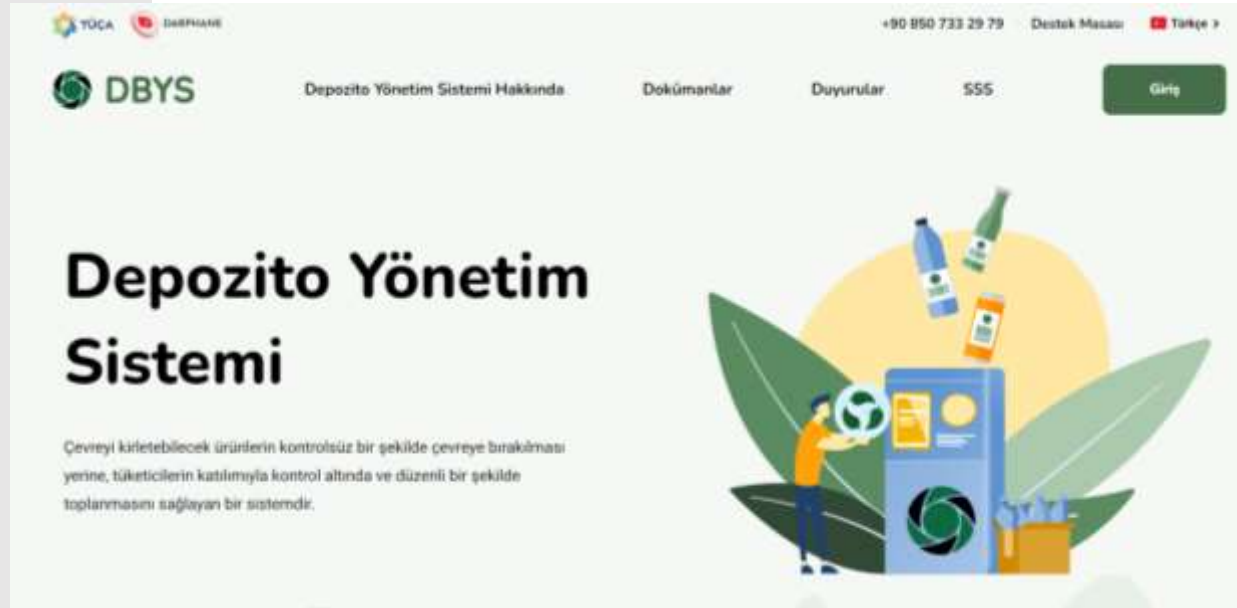 TÜÇA DARPHANE +90 850 733 29 79 Destek Masası Türkçe >
DBYS Depozito Yönetim Sistemi Hakkında Dokümanlar Duyurular SSS Giriş
Depozito Yönetim
Sistemi
Çevreyi kirletebilecek ürünlerin kontrolsüz bir şekilde çevreye bırakılması
yerine, tüketicilerin katılımıyla kontrol altında ve düzenli bir şekilde
toplanmasını sağlayan bir sistemdir.